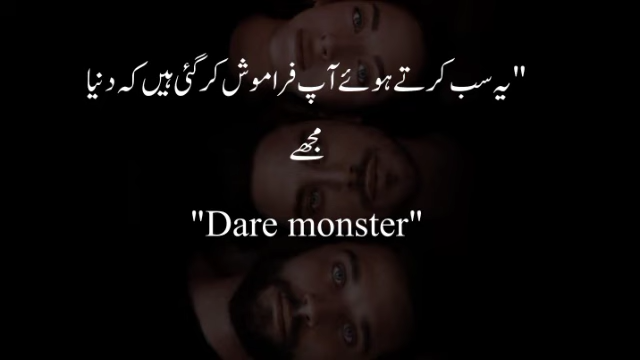 "یہ سب کرتے ہوئے آپ فراموش کر گئی ہیں کہ دنیا
مجھے
"Dare monster"